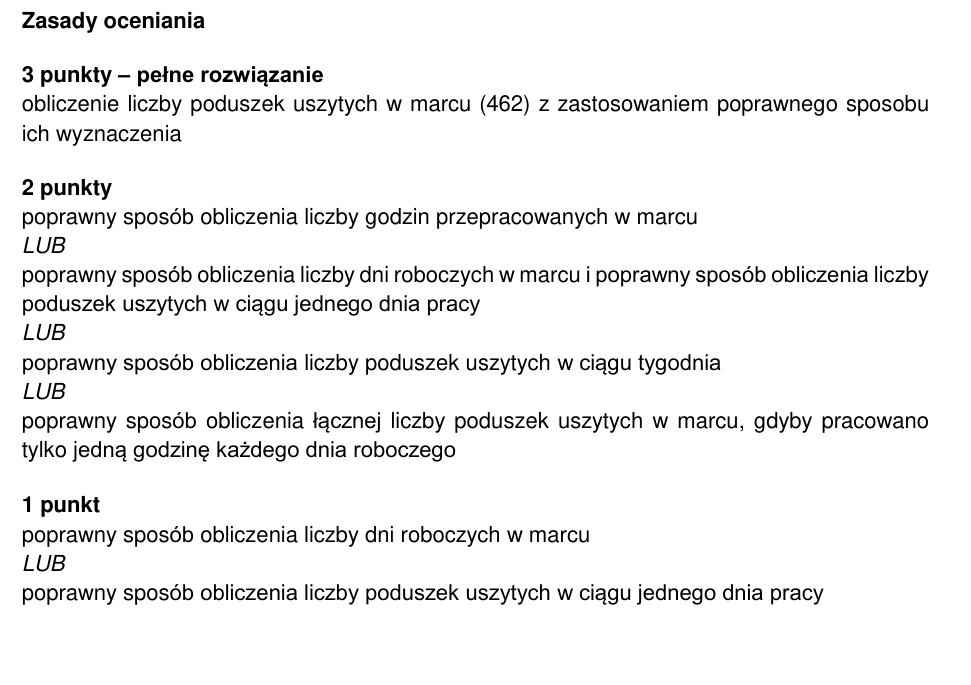 Zasady oceniania
3 punkty – pełne rozwiązanie
obliczenie liczby poduszek uszytych w marcu (462) z zastosowaniem poprawnego sposobu
ich wyznaczenia
2 punkty
poprawny sposób obliczenia liczby godzin przepracowanych w marcu
LUB
poprawny sposób obliczenia liczby dni roboczych w marcu i poprawny sposób obliczenia liczby
poduszek uszytych w ciągu jednego dnia pracy
LUB
poprawny sposób obliczenia liczby poduszek uszytych w ciągu tygodnia
LUB
poprawny sposób obliczenia łącznej liczby poduszek uszytych w marcu, gdyby pracowano
tylko jedną godzinę każdego dnia roboczego
1 punkt
poprawny sposób obliczenia liczby dni roboczych w marcu
LUB
poprawny sposób obliczenia liczby poduszek uszytych w ciągu jednego dnia pracy